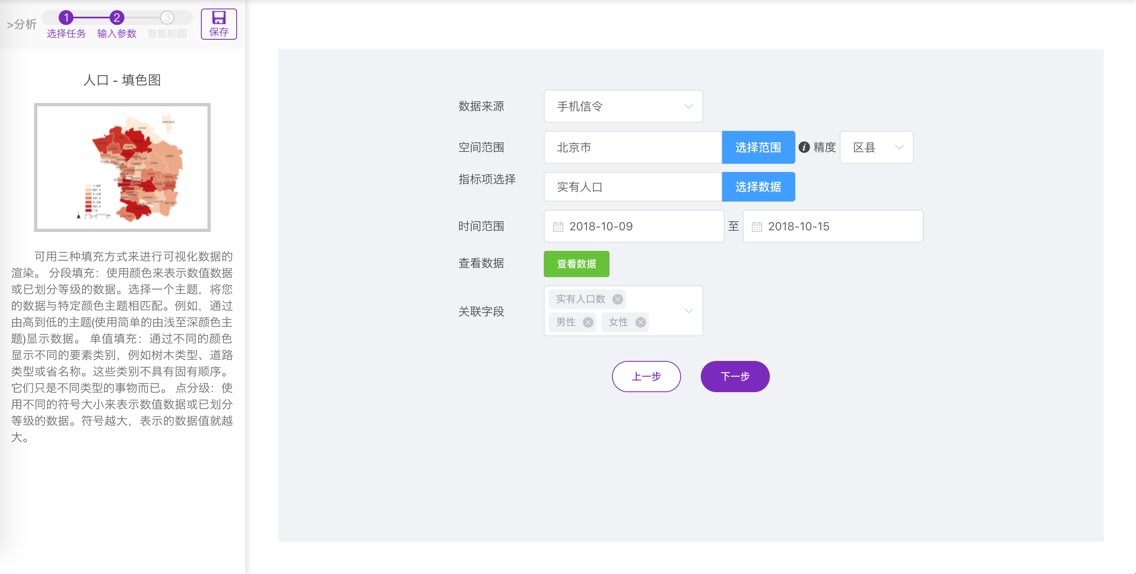 >分析
1 2 3
选择任务 输入参数 智能制图
保存
人口 - 填色图
可用三种填充方式来进行可视化数据的
渲染。 分段填充：使用颜色来表示数值数据
或已划分等级的数据。选择一个主题，将您
的数据与特定颜色主题相匹配。例如，通过
由高到低的主题(使用简单的由浅至深颜色主
题)显示数据。 单值填充：通过不同的颜色
显示不同的要素类别，例如树木类型、道路
类型或省名称。这些类别不具有固有顺序。
它们只是不同类型的事物而已。 点分级：使
用不同的符号大小来表示数值数据或已划分
等级的数据。符号越大，表示的数据值就越
大。
数据来源 手机信令
空间范围 北京市 选择范围 精度 区县
指标项选择 实有人口 选择数据
时间范围 2018-10-09 至 2018-10-15
查看数据 查看数据
关联字段 实有人口数
男性 女性
上一步 下一步